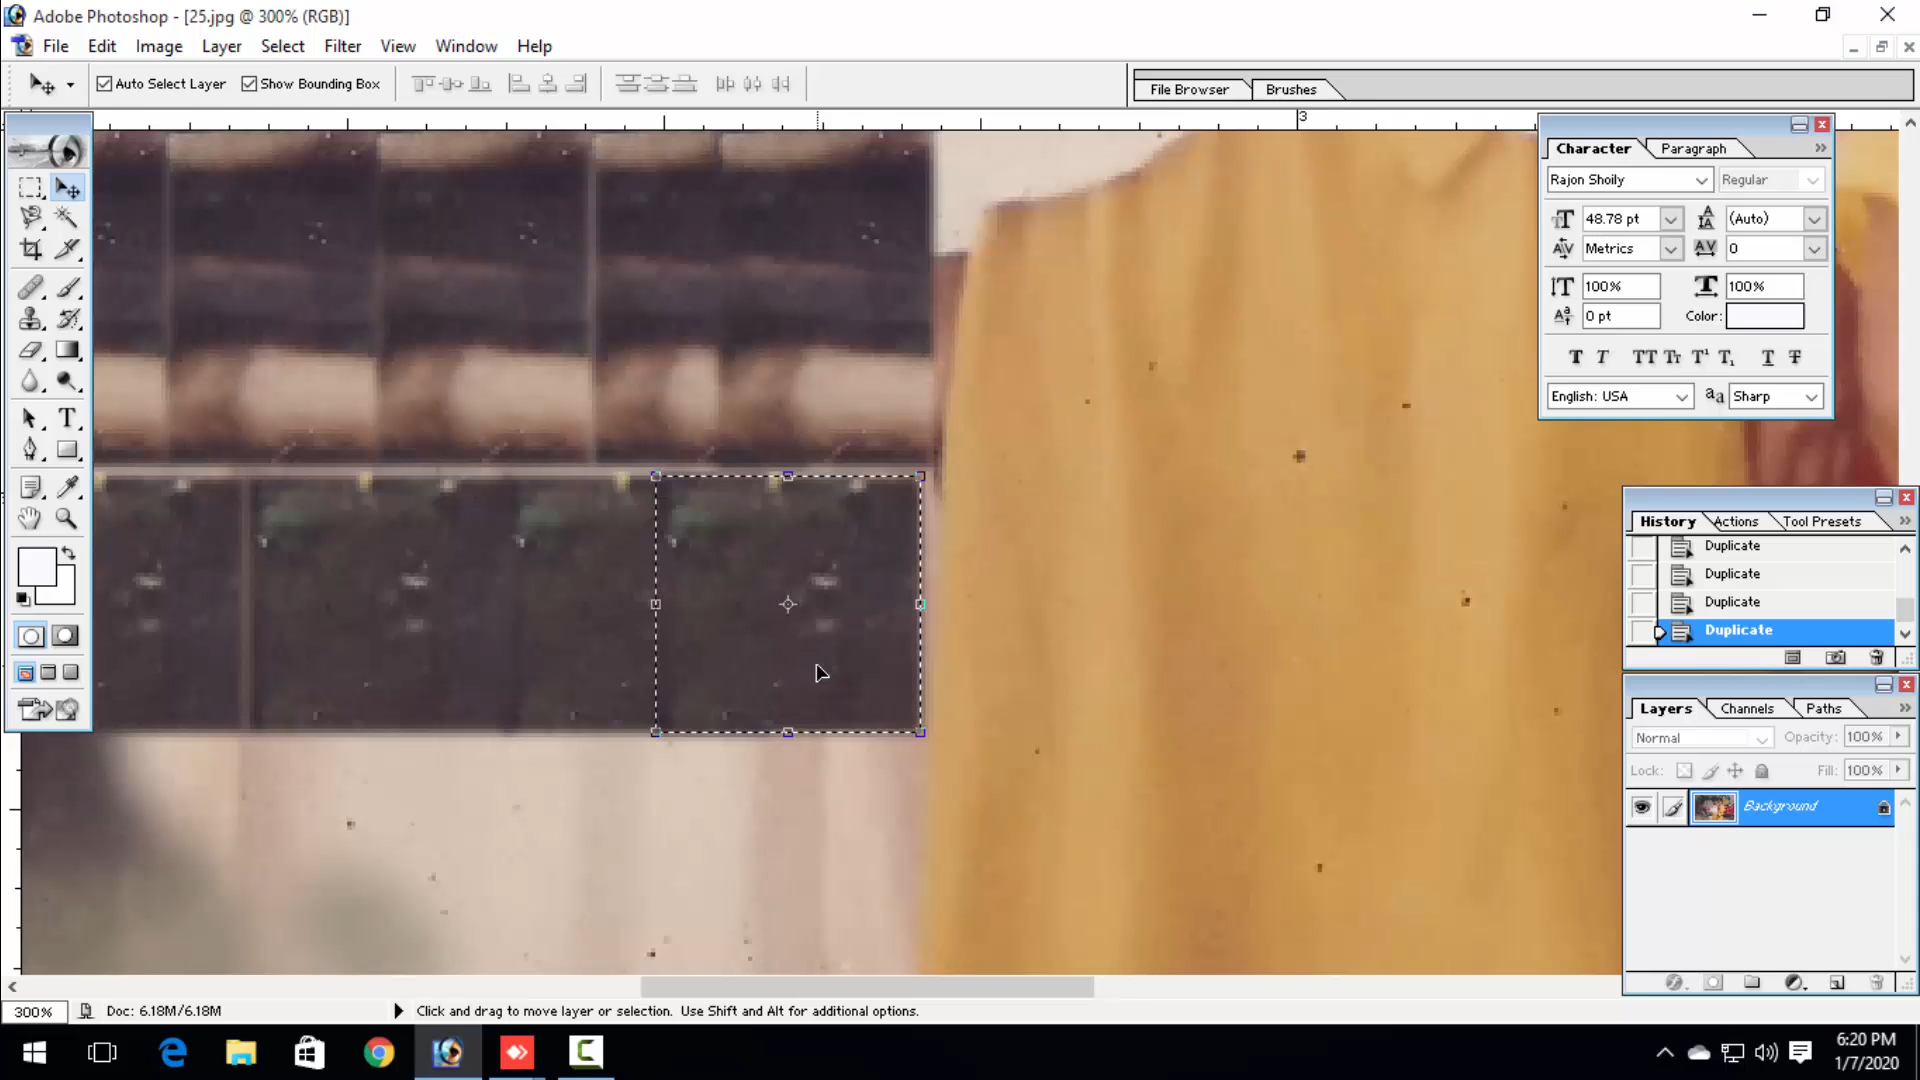 Adobe Photoshop - [25.jpg @ 300% (RGB)]
File Edit Image Layer Select Filter View Window Help
Auto Select Layer Show Bounding Box
File Browser Brushes
3
Character Paragraph
Rajon Shoily Regular
48.78 pt (Auto)
Metrics 0
100% 100%
0 pt Color:
English: USA Sharp
History Actions Tool Presets
Duplicate
Duplicate
Duplicate
Duplicate
Layers Channels Paths
Normal Opacity: 100%
Lock: Fill: 100%
Background
300% Doc: 6.18M/6.18M Click and drag to move layer or selection. Use Shift and Alt for additional options.
6:20 PM
1/7/2020